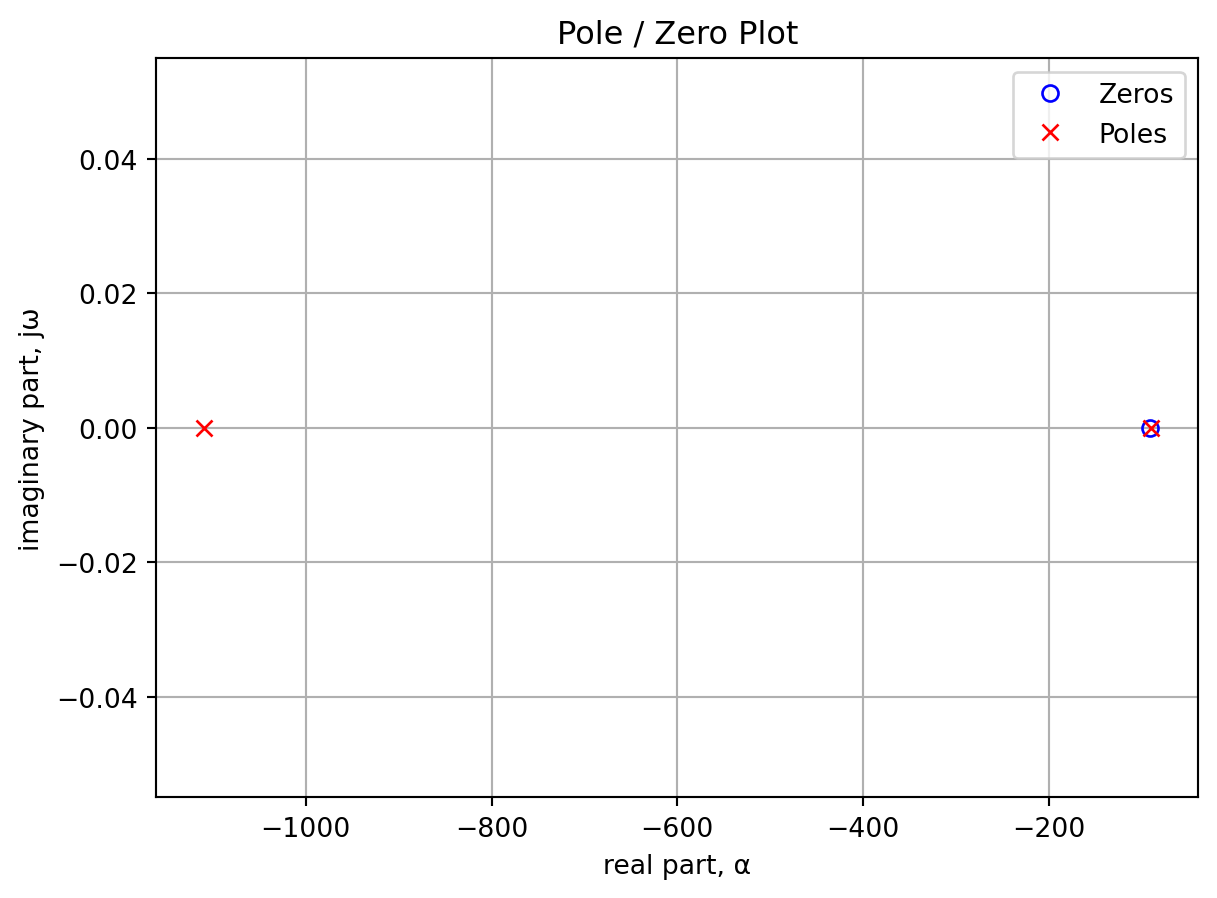 Pole / Zero Plot
Zeros
Poles
0.04
0.02
0.00
−0.02
−0.04
imaginary part, jω
−1000 −800 −600 −400 −200
real part, α